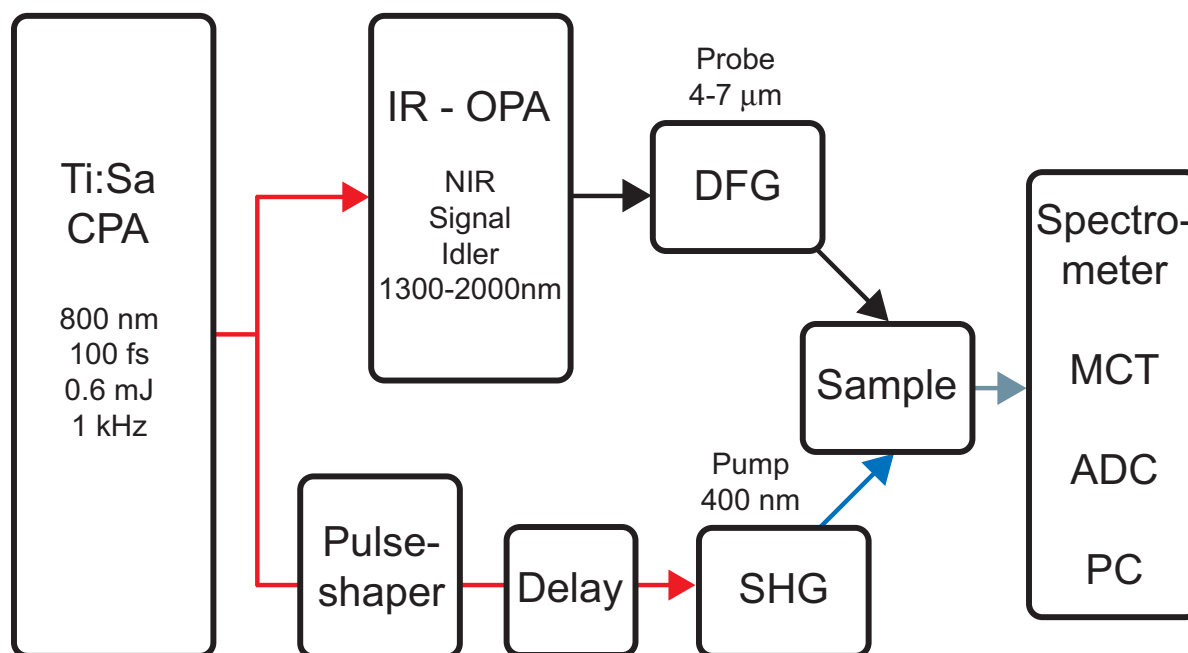 Ti:Sa
CPA
800 nm
100 fs
0.6 mJ
1 kHz
IR - OPA
NIR
Signal
Idler
1300-2000nm
Probe
4-7 μm
DFG
Sample
Pulse-
shaper
Delay
Pump
400 nm
SHG
Spectro-
meter
MCT
ADC
PC